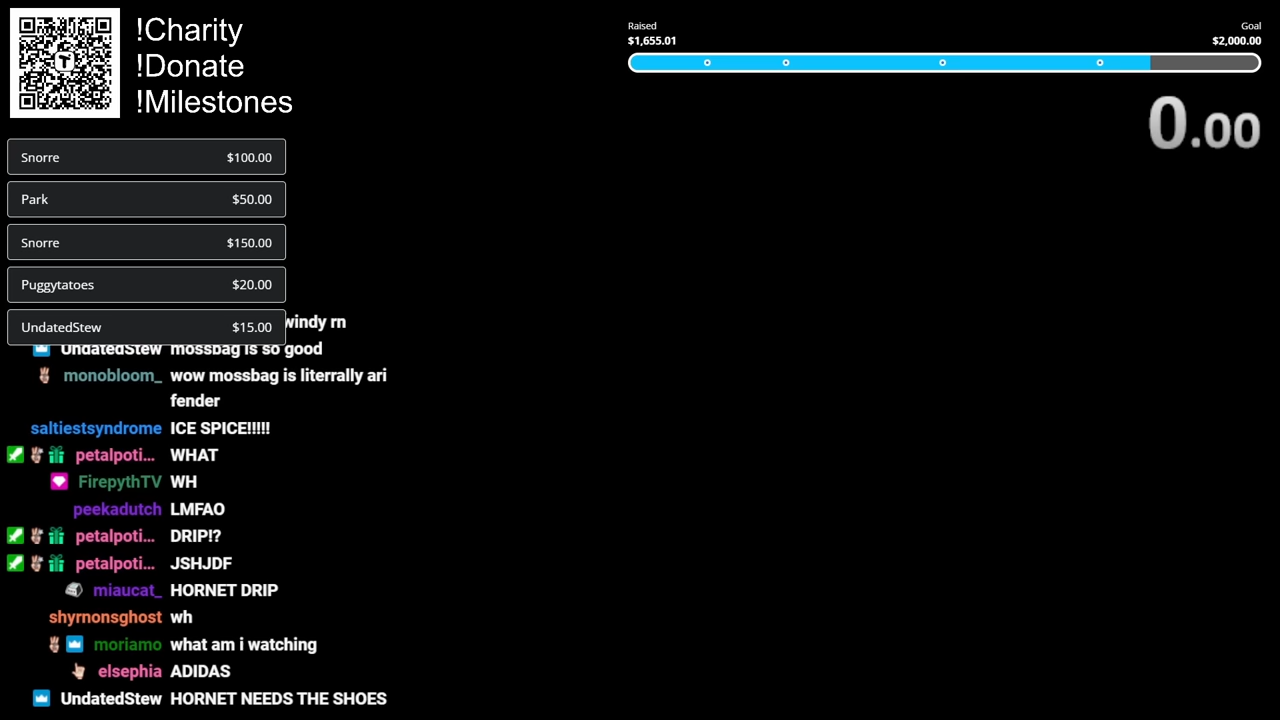 !Charity
!Donate
!Milestones
Raised
$1,655.01
Goal
$2,000.00
0.00
Snorre $100.00
Park $50.00
Snorre $150.00
Puggytatoes $20.00
UndatedStew $15.00
windy rn
UndatedStew mossbag is so good
monobloom_ wow mossbag is literrally ari
fender
saltiestsyndrome ICE SPICE!!!!!
petalpoti... WHAT
FirepythTV WH
peekadutch LMFAO
petalpoti... DRIP!?
petalpoti... JSHJDF
miaucat_ HORNET DRIP
shyrnonsghost wh
moriamo what am i watching
elsephia ADIDAS
UndatedStew HORNET NEEDS THE SHOES